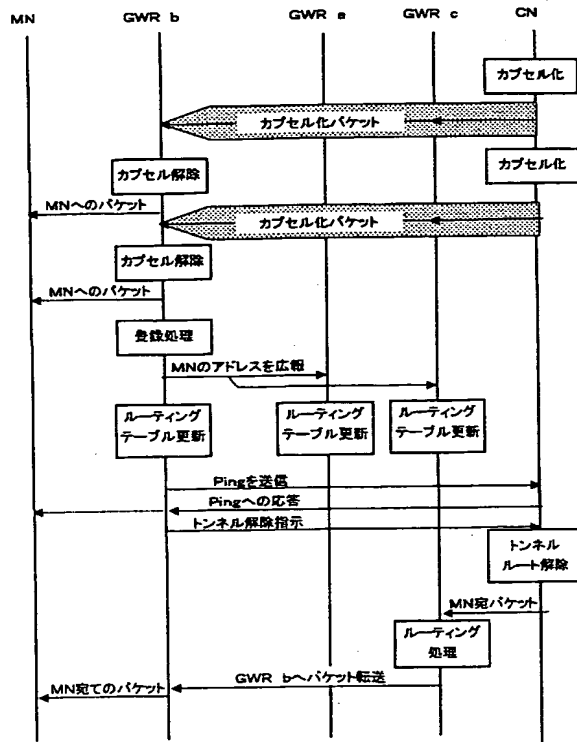 MN
GWR b
GWR a
GWR c
CN
カプセル化
カプセル化パケット
カプセル解除
カプセル化
MNへのパケット
カプセル化パケット
カプセル解除
MNへのパケット
登録処理
MNのアドレスを広報
ルーティング
テーブル更新
ルーティング
テーブル更新
ルーティング
テーブル更新
Pingを送信
Pingへの応答
トンネル解除指示
トンネル
ルート解除
MN宛パケット
ルーティング
処理
GWR bへパケット転送
MN宛てのパケット